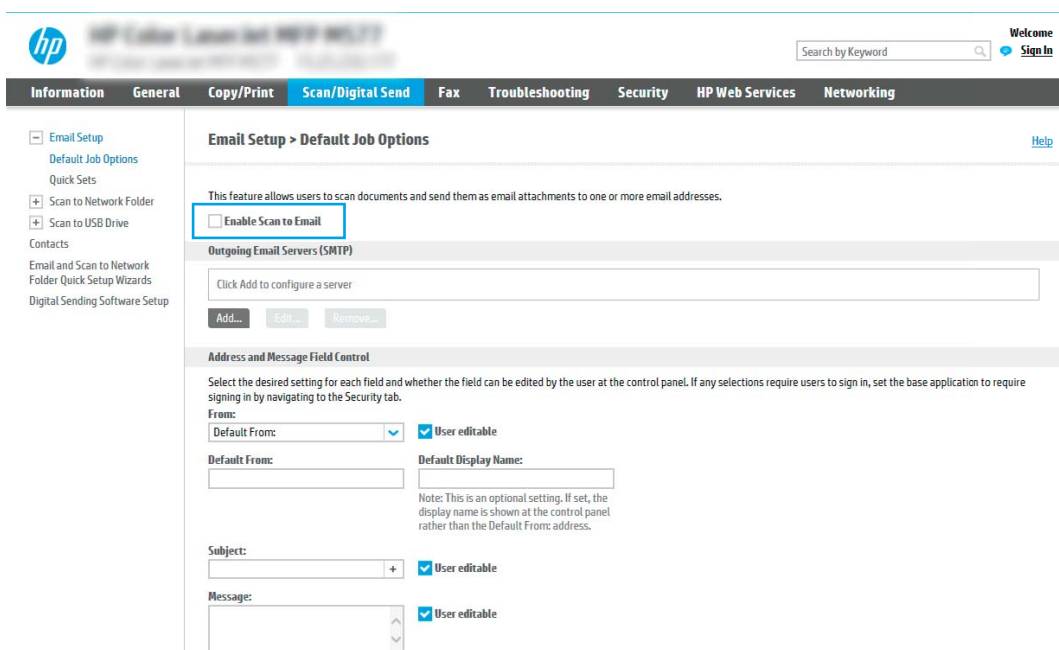 hp
Welcome
Search by Keyword
Sign In
Information General Copy/Print Scan/Digital Send Fax Troubleshooting Security HP Web Services Networking
Email Setup
Default Job Options
Quick Sets
Scan to Network Folder
Scan to USB Drive
Contacts
Email and Scan to Network
Folder Quick Setup Wizards
Digital Sending Software Setup
Email Setup > Default Job Options
Help
This feature allows users to scan documents and send them as email attachments to one or more email addresses.
Enable Scan to Email
Outgoing Email Servers (SMTP)
Click Add to configure a server
Add... Edit... Remove...
Address and Message Field Control
Select the desired setting for each field and whether the field can be edited by the user at the control panel. If any selections require users to sign in, set the base application to require
signing in by navigating to the Security tab.
From:
Default From: User editable
Default From: Default Display Name:
Note: This is an optional setting. If set, the
display name is shown at the control panel
rather than the Default From: address.
Subject:
+ User editable
Message:
User editable